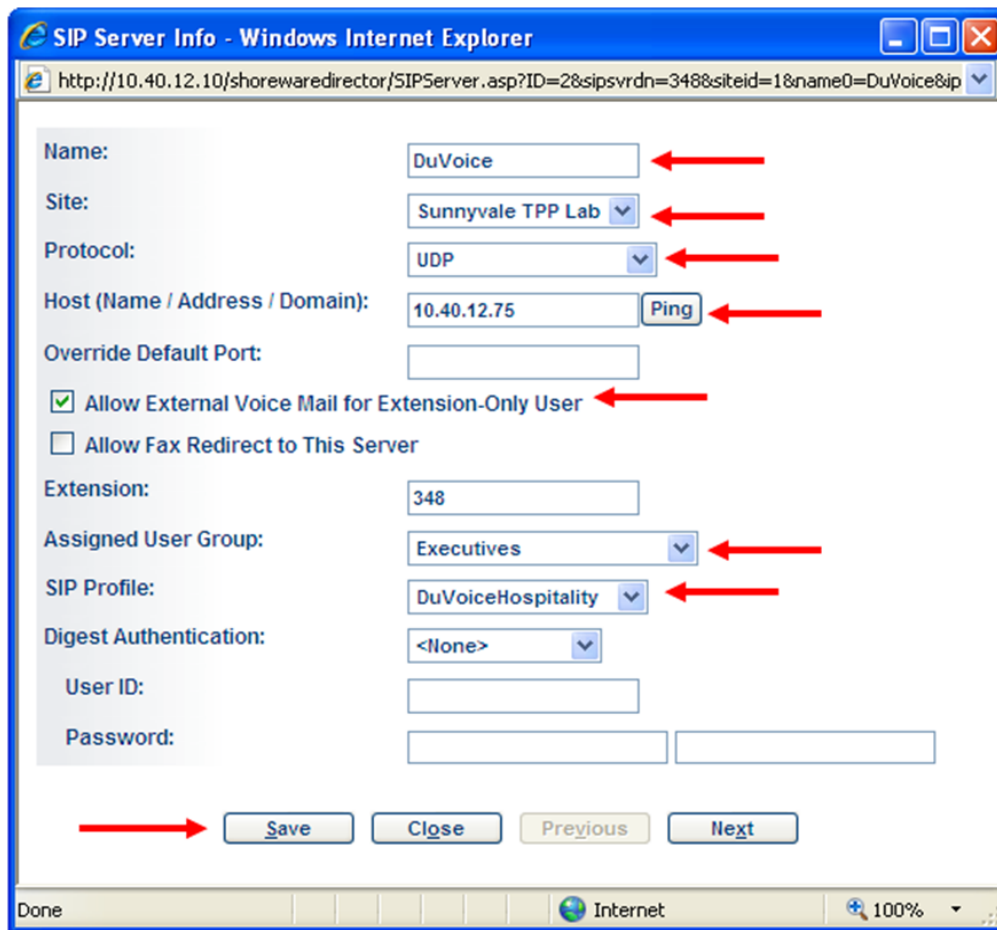 SIP Server Info - Windows Internet Explorer
http://10.40.12.10/shorewaredirector/SIPServer.asp?ID=2&sipsvrdn=348&siteid=1&name0=DuVoice&ip
Name: DuVoice
Site: Sunnyvale TPP Lab
Protocol: UDP
Host (Name / Address / Domain): 10.40.12.75 Ping
Override Default Port:
Allow External Voice Mail for Extension-Only User
Allow Fax Redirect to This Server
Extension: 348
Assigned User Group: Executives
SIP Profile: DuVoiceHospitality
Digest Authentication: <None>
User ID:
Password:
Save Close Previous Next
Done Internet 100%